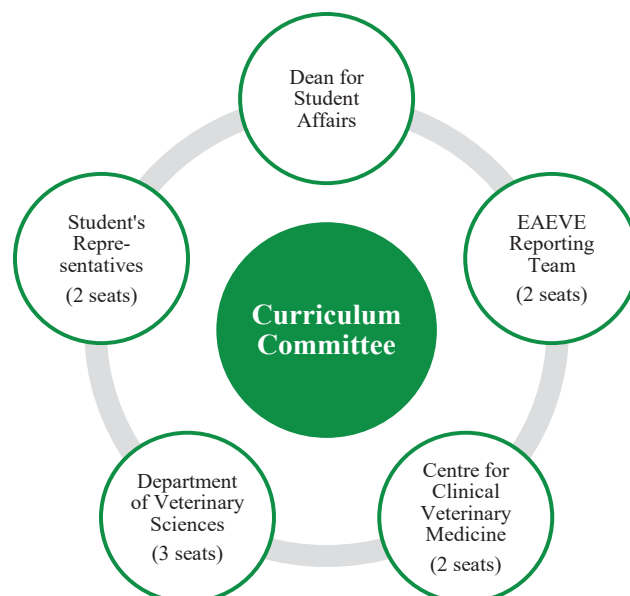 Dean for
Student
Affairs
EAEVE
Reporting
Team
(2 seats)
Centre for
Clinical
Veterinary
Medicine
(2 seats)
Department
of Veterinary
Sciences
(3 seats)
Student's
Repre-
sentatives
(2 seats)
Curriculum
Committee